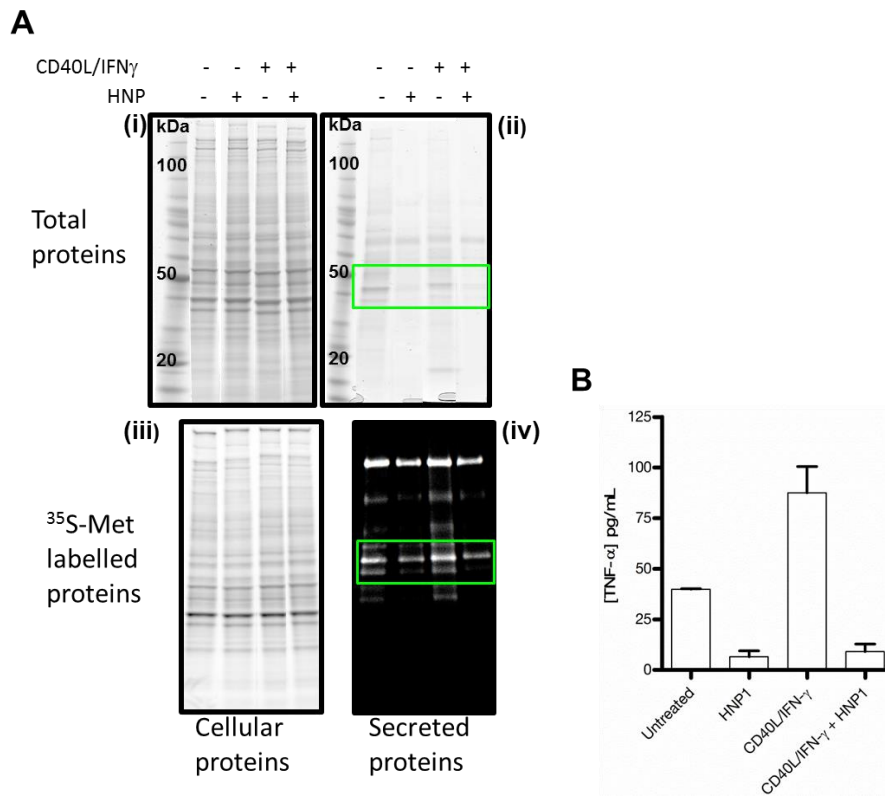 A
CD40L/IFNγ - - + +    - - + +
HNP - + - +    - + - +
(i) kDa kDa (ii)
100 100
Total
proteins
50 50
20 20
(iii) (iv)
³⁵S-Met
labelled
proteins
Cellular
proteins
Secreted
proteins
B
[TNF-α] pg/mL
125
100
75
50
25
0
Untreated
HNP1
CD40L/IFN-γ
CD40L/IFN-γ + HNP1